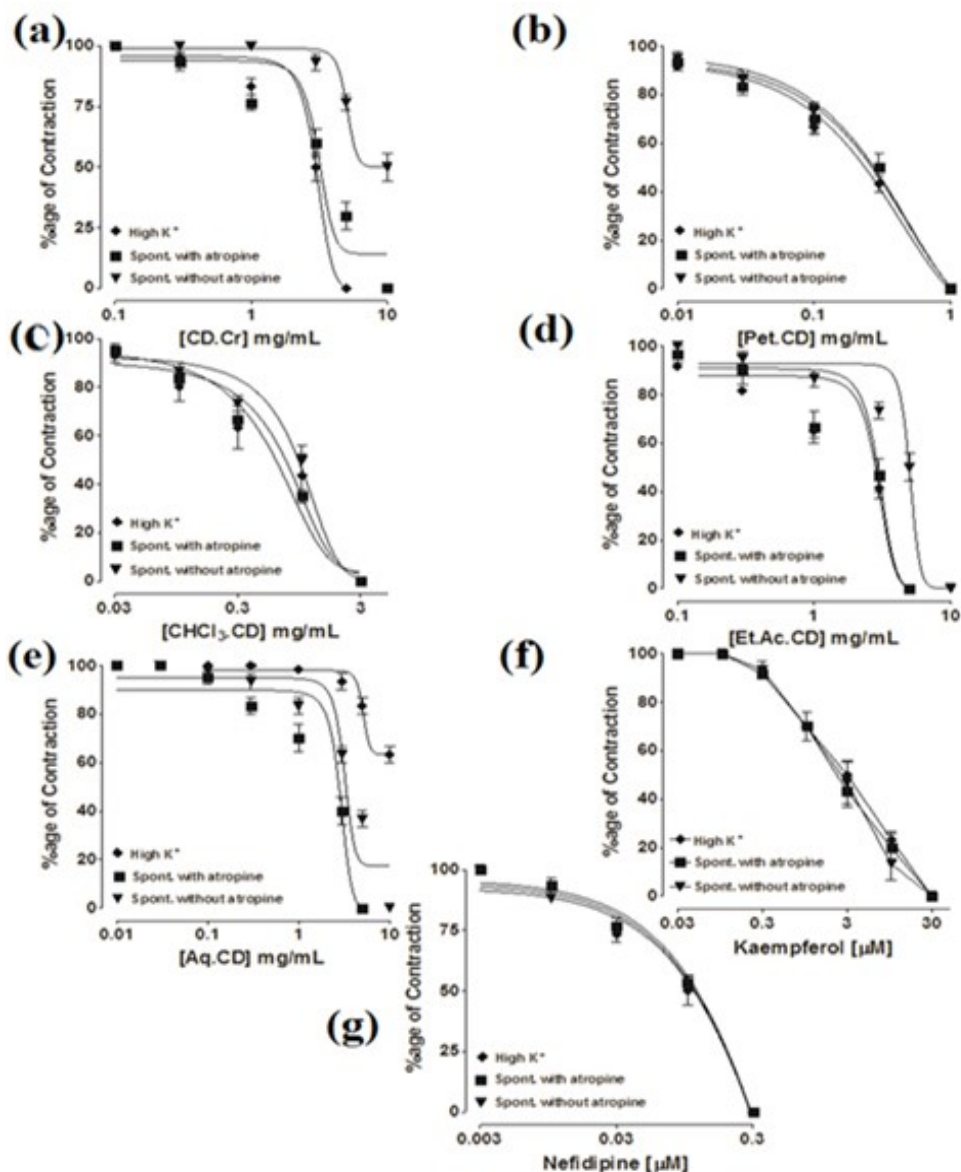 (a)
%age of Contraction
100
75
50
25
0
High K⁺
Spont. with atropine
Spont. without atropine
0.1 1 10
[CD.Cr] mg/mL
(b)
%age of Contraction
100
80
60
40
20
0
High K⁺
Spont. with atropine
Spont. without atropine
0.01 0.1 1
[Pet.CD] mg/mL
(c)
%age of Contraction
100
80
60
40
20
0
High K⁺
Spont. with atropine
Spont. without atropine
0.03 0.3 3
[CHCl₃.CD] mg/mL
(d)
%age of Contraction
100
80
60
40
20
0
High K⁺
Spont. with atropine
Spont. without atropine
0.1 1 10
[Et.Ac.CD] mg/mL
(e)
%age of Contraction
100
80
60
40
20
0
High K⁺
Spont. with atropine
Spont. without atropine
0.01 0.1 1 10
[Aq.CD] mg/mL
(f)
%age of Contraction
100
80
60
40
20
0
High K⁺
Spont. with atropine
Spont. without atropine
0.03 0.3 3 30
Kaempferol [µM]
(g)
%age of Contraction
100
75
50
25
0
High K⁺
Spont. with atropine
Spont. without atropine
0.003 0.03 0.3
Nefidipine [µM]